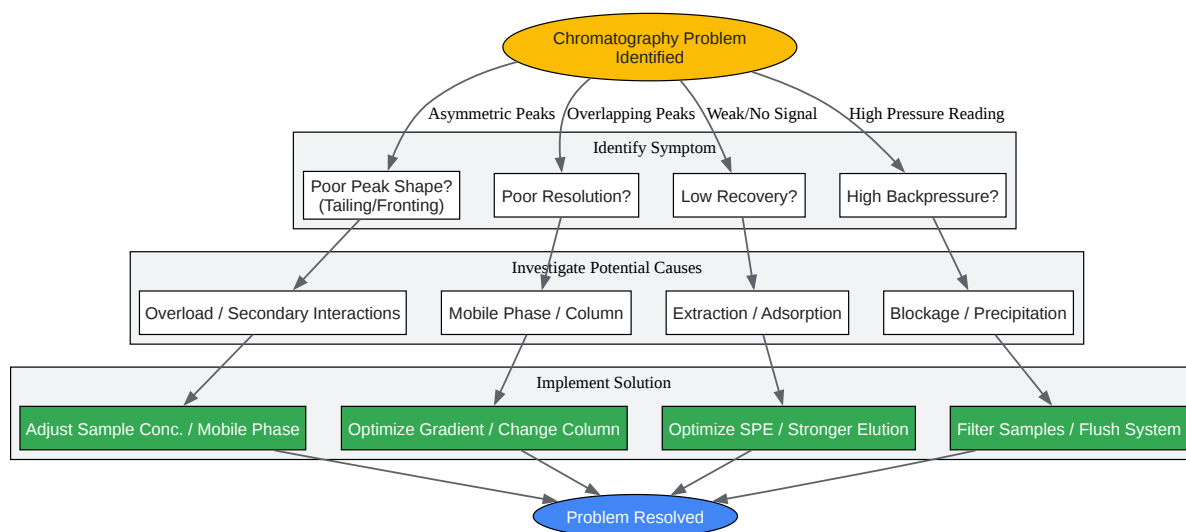 Chromatography Problem
Identified
Asymmetric Peaks
Overlapping Peaks
Weak/No Signal
High Pressure Reading
Identify Symptom
Poor Peak Shape?
(Tailing/Fronting)
Poor Resolution?
Low Recovery?
High Backpressure?
Investigate Potential Causes
Overload / Secondary Interactions
Mobile Phase / Column
Extraction / Adsorption
Blockage / Precipitation
Implement Solution
Adjust Sample Conc. / Mobile Phase
Optimize Gradient / Change Column
Optimize SPE / Stronger Elution
Filter Samples / Flush System
Problem Resolved